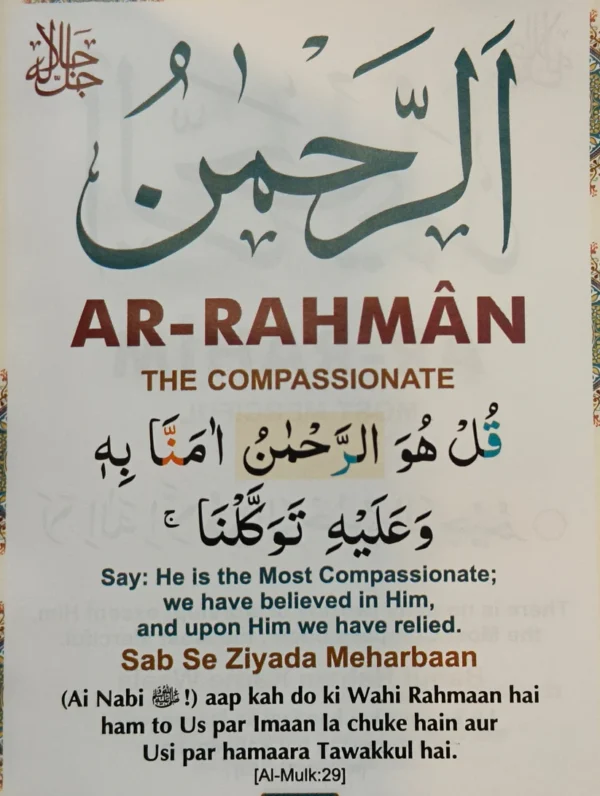 جل جلاله
اَلرَّحْمٰنُ
AR-RAHMÂN
THE COMPASSIONATE
قُلْ هُوَ الرَّحْمٰنُ اٰمَنَّا بِهٖ
وَعَلَيْهِ تَوَكَّلْنَا ۚ
Say: He is the Most Compassionate;
we have believed in Him,
and upon Him we have relied.
Sab Se Ziyada Meharbaan
(Ai Nabi ﷺ !) aap kah do ki Wahi Rahmaan hai
ham to Us par Imaan la chuke hain aur
Usi par hamaara Tawakkul hai.
[Al-Mulk:29]